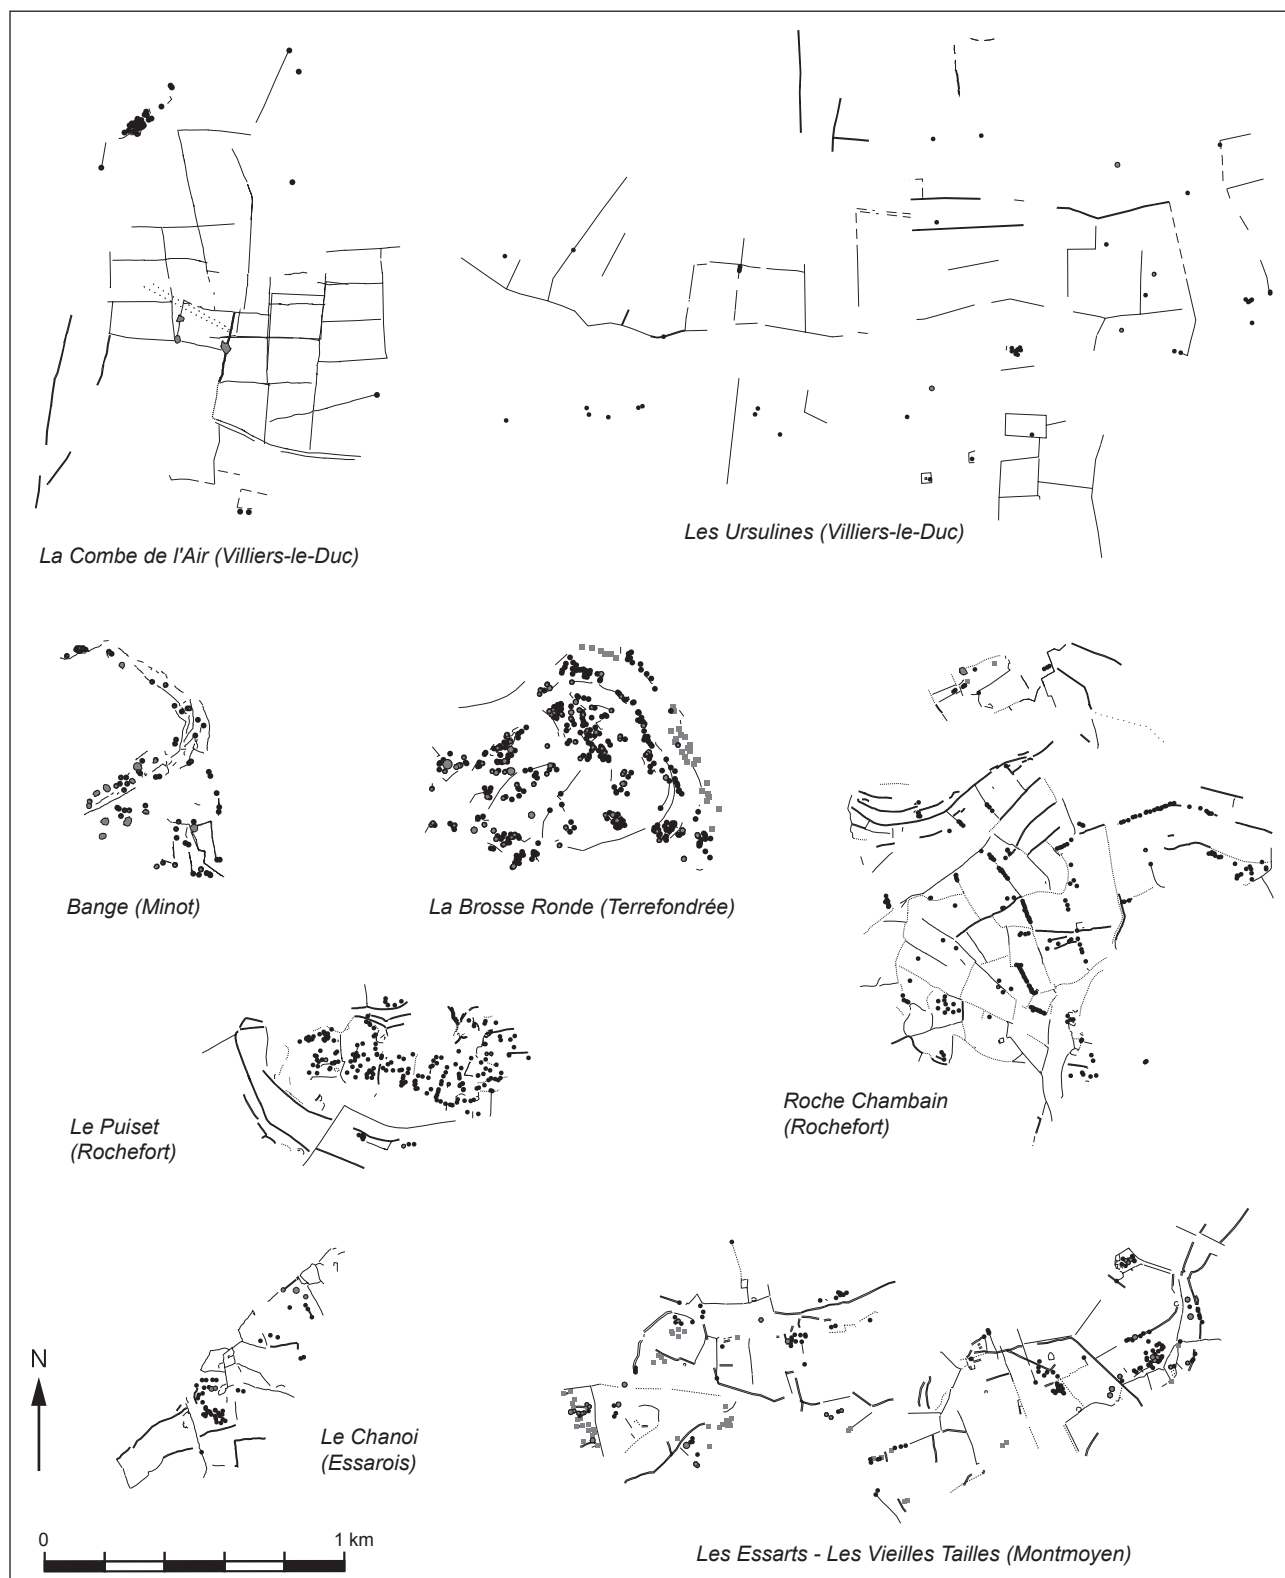 La Combe de l'Air (Villiers-le-Duc)
Les Ursulines (Villiers-le-Duc)
Bange (Minot)
La Brosse Ronde (Terrefondrée)
Le Puiset
(Rochefort)
Roche Chambain
(Rochefort)
N
Le Chanoi
(Essarois)
0
1 km
Les Essarts - Les Vieilles Tailles (Montmoyen)